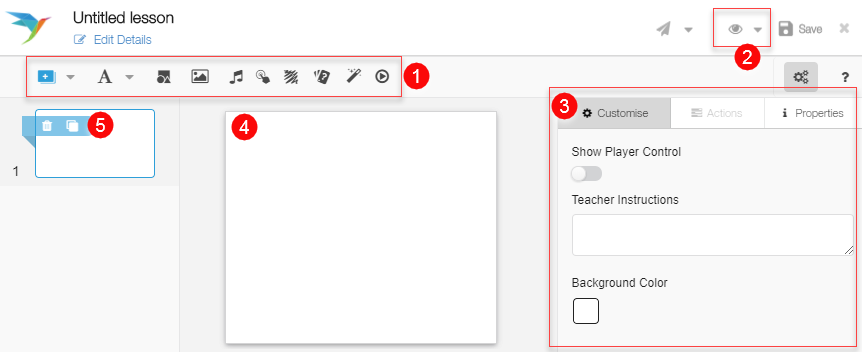 Untitled lesson
Edit Details
Save
1
2
A
?
3
Customise
Actions
Properties
5
4
1
Show Player Control
Teacher Instructions
Background Color